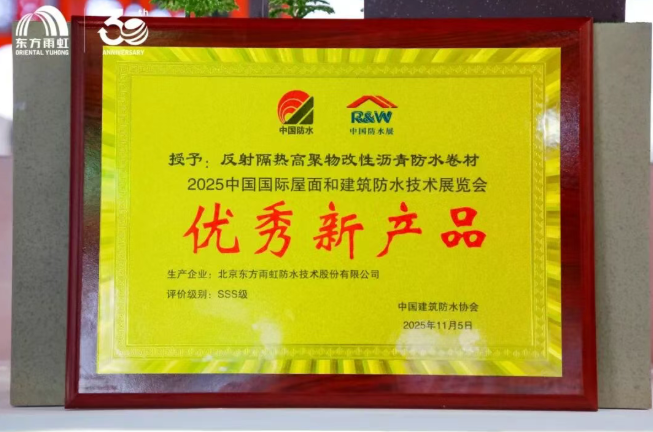 东方雨虹
ORIENTAL YUHONG
30
ANNIVERSARY
中国防水
R&W
中国防水展
授予：反射隔热高聚物改性沥青防水卷材
2025中国国际屋面和建筑防水技术展览会
优秀新产品
生产企业：北京东方雨虹防水技术股份有限公司
评价级别：SSS级
中国建筑防水协会
2025年11月5日